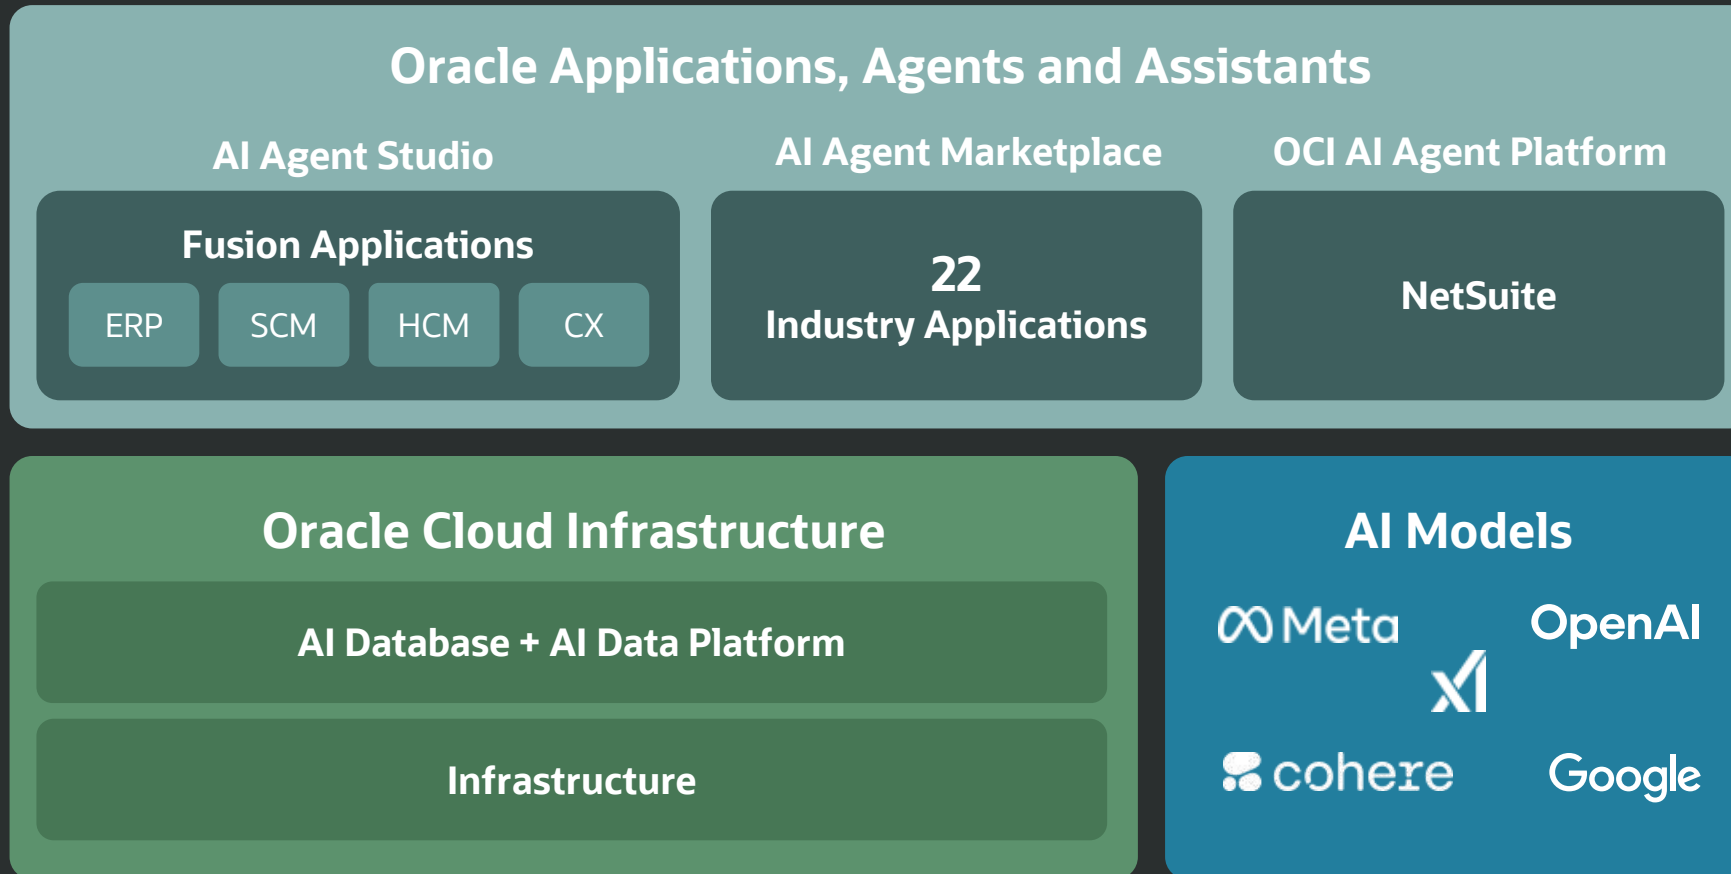 Oracle Applications, Agents and Assistants
AI Agent Studio
AI Agent Marketplace
OCI AI Agent Platform
Fusion Applications
ERP
SCM
HCM
CX
22
Industry Applications
NetSuite
Oracle Cloud Infrastructure
AI Database + AI Data Platform
Infrastructure
AI Models
Meta
OpenAI
xAI
cohere
Google